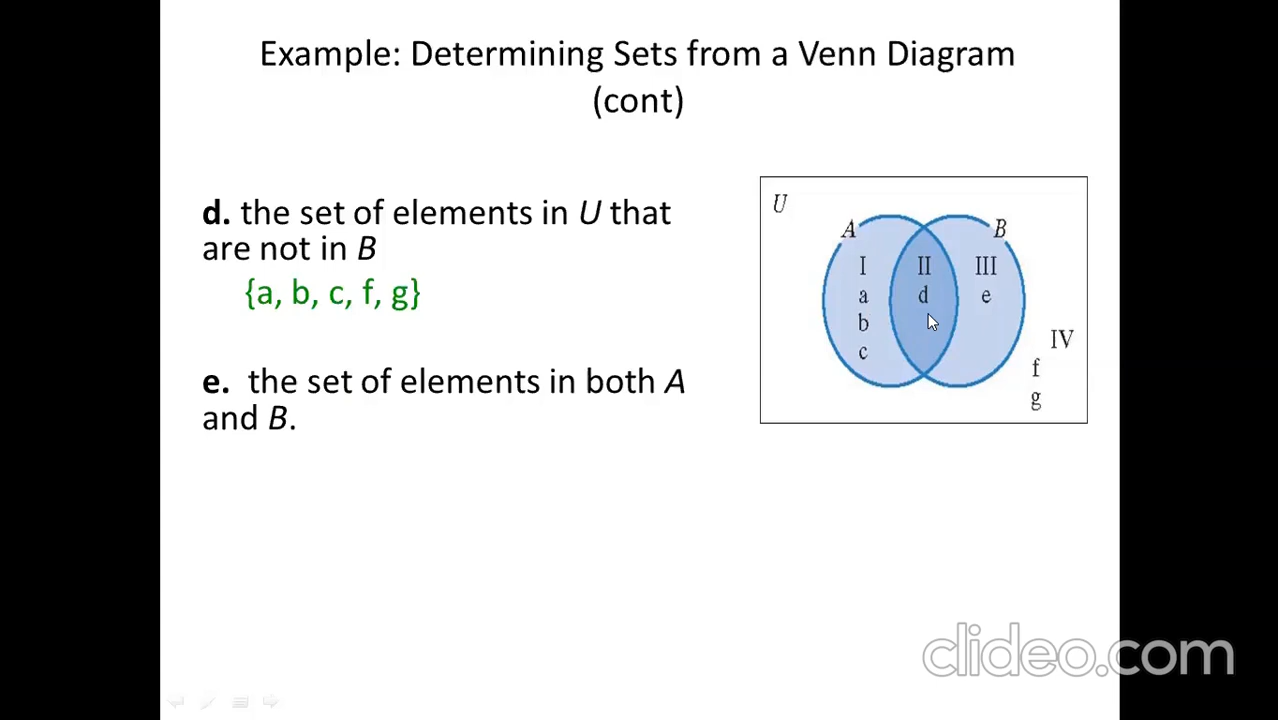 Example: Determining Sets from a Venn Diagram
(cont)
d. the set of elements in U that
are not in B
{a, b, c, f, g}
e. the set of elements in both A
and B.
U
A
B
I
II
III
a
d
e
b
c
IV
f
g
clideo.com